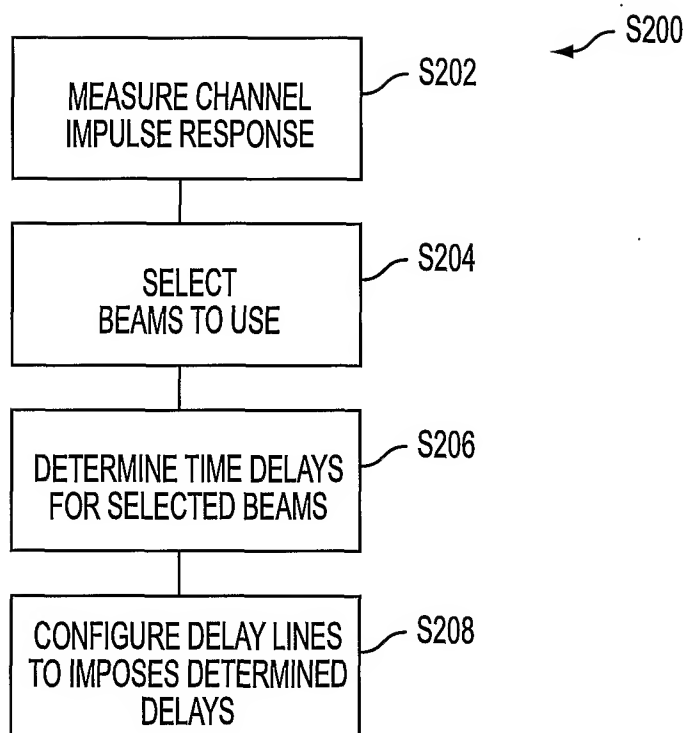 S200
MEASURE CHANNEL
IMPULSE RESPONSE
S202
SELECT
BEAMS TO USE
S204
DETERMINE TIME DELAYS
FOR SELECTED BEAMS
S206
CONFIGURE DELAY LINES
TO IMPOSES DETERMINED
DELAYS
S208